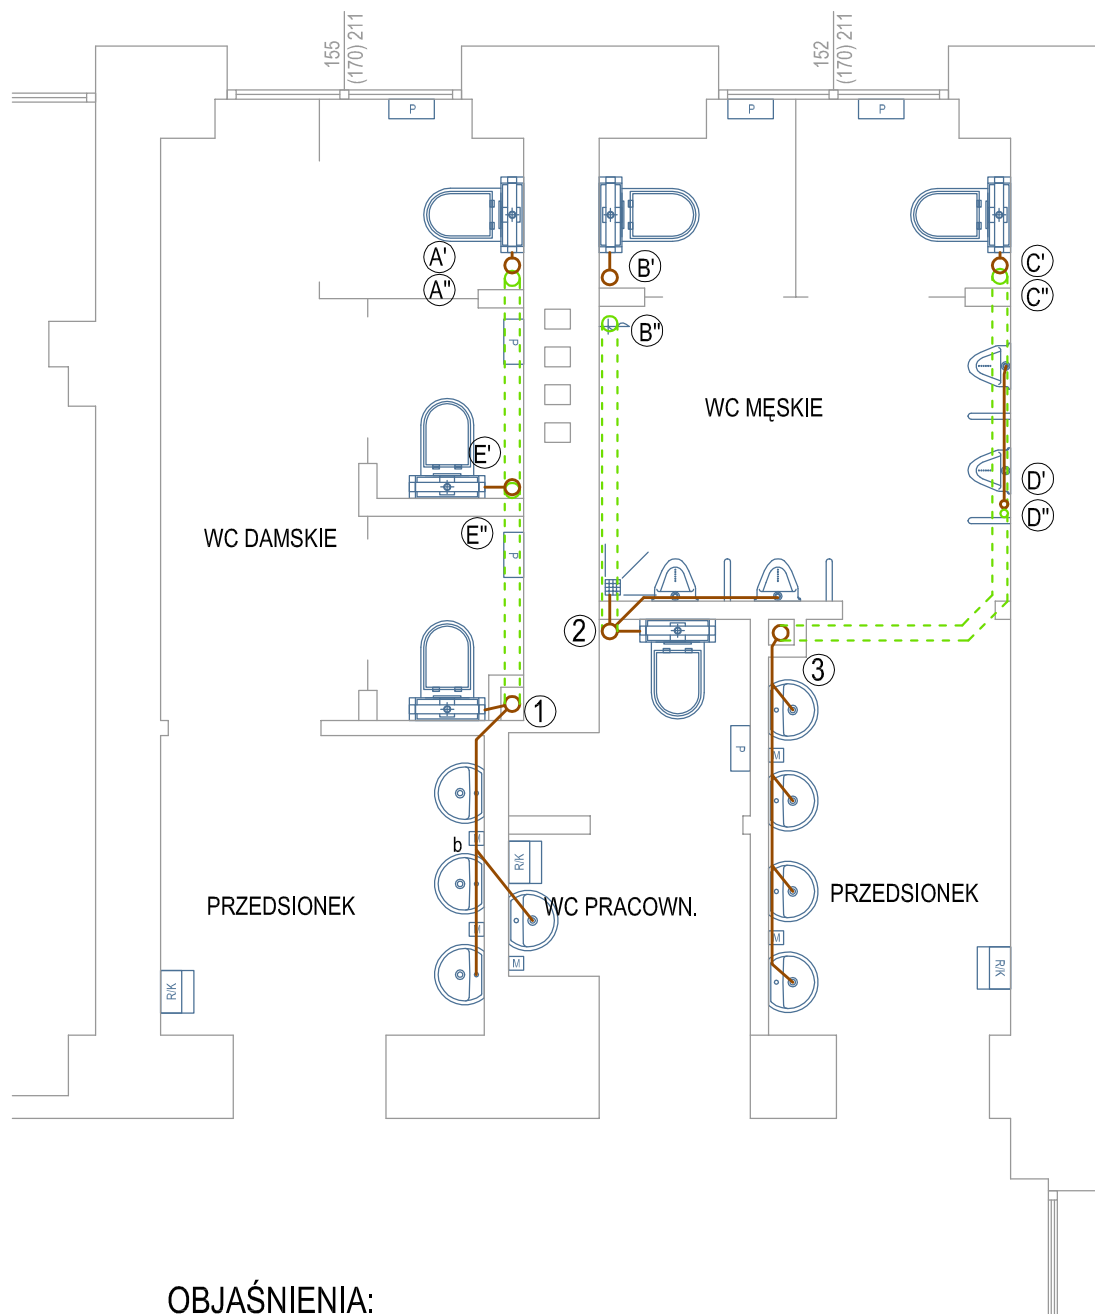 155
(170) 211
152
(170) 211
P
P
P
A'
A"
B'
C'
C"
B"
P
WC MĘSKIE
E'
D'
D"
E"
WC DAMSKIE
P
2
3
1
P
M
M
b
R/K
PRZEDSIONEK
WC PRACOWN.
PRZEDSIONEK
M
M
M
R/K
R/K
OBJAŚNIENIA: